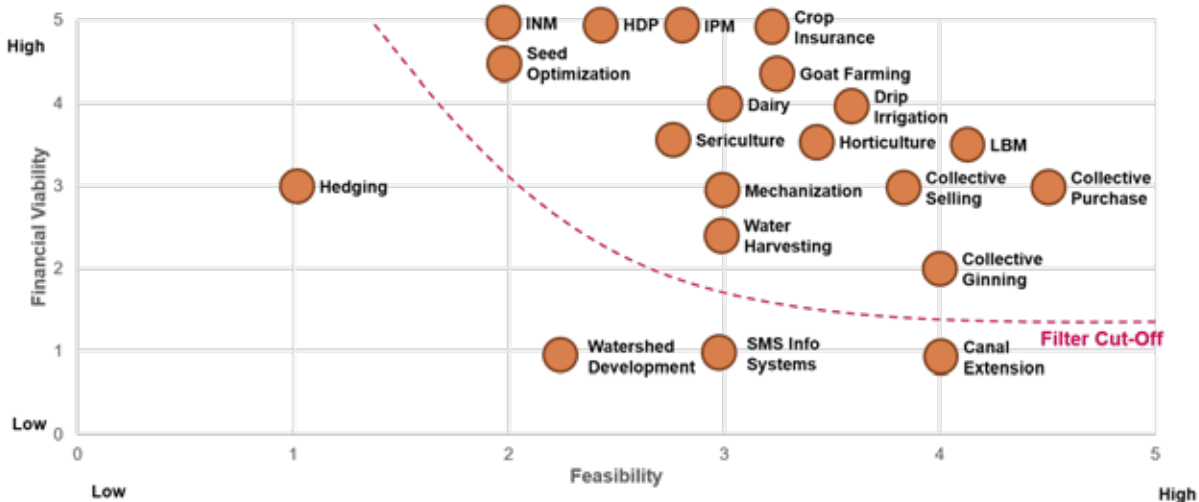 5
High
INM
HDP
IPM
Crop
Insurance
Seed
Optimization
Goat Farming
4
Dairy
Drip
Irrigation
Sericulture
Horticulture
LBM
Financial Viability
3
Hedging
Mechanization
Collective
Selling
Collective
Purchase
Water
Harvesting
2
Collective
Ginning
Filter Cut-Off
1
Watershed
Development
SMS Info
Systems
Canal
Extension
Low
0
0
1
2
3
4
5
Feasibility
Low
High